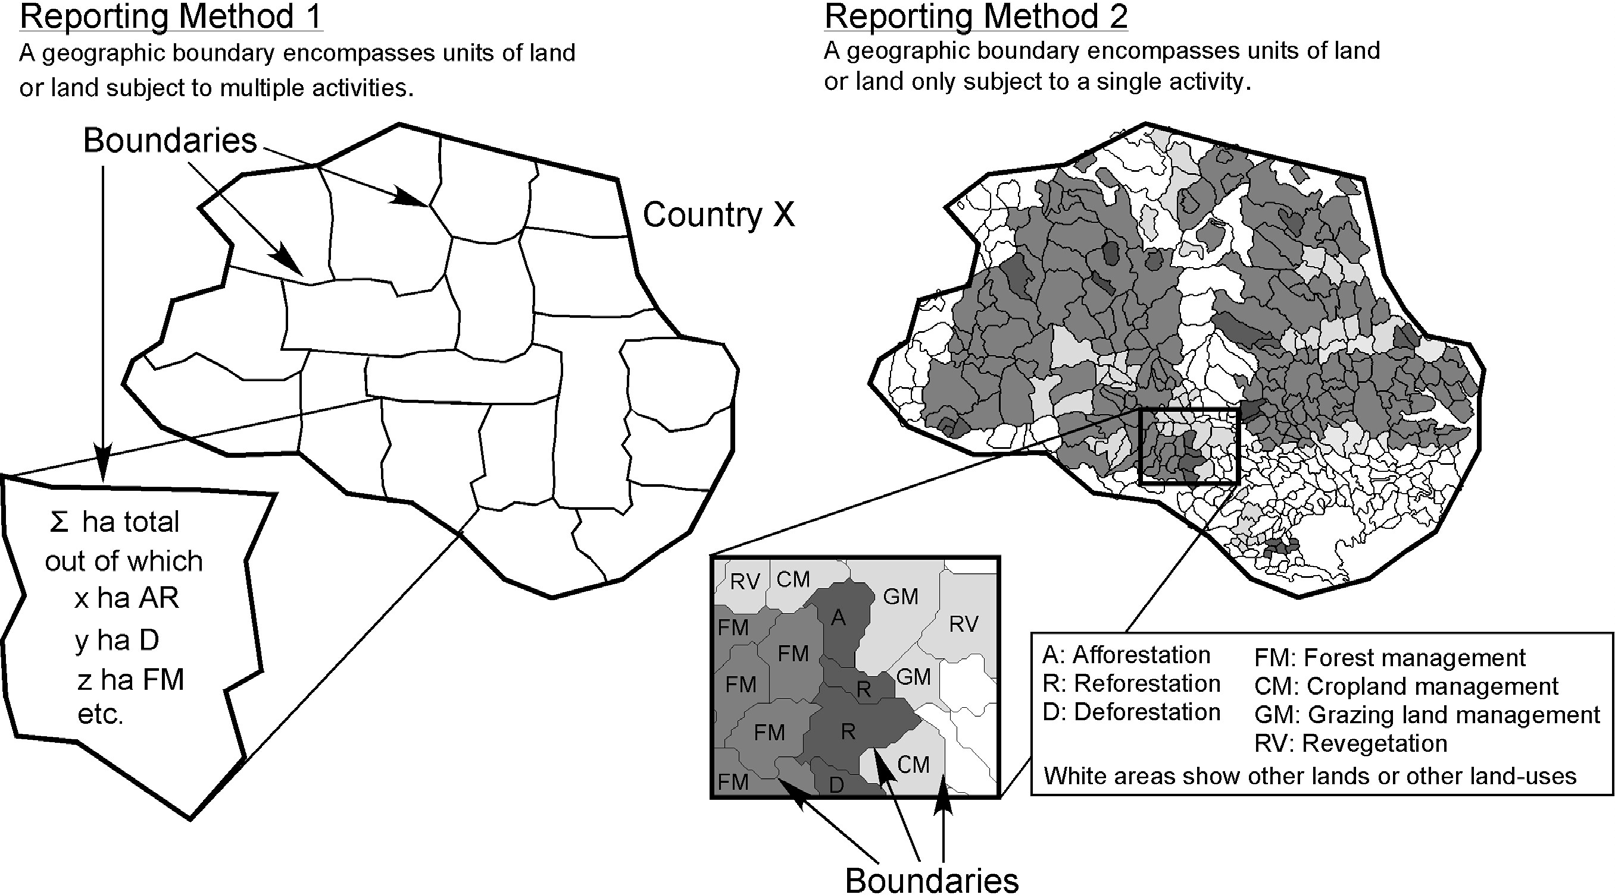 Reporting Method 1
A geographic boundary encompasses units of land
or land subject to multiple activities.
Boundaries
Country X
Σ ha total
out of which
x ha AR
y ha D
z ha FM
etc.
Reporting Method 2
A geographic boundary encompasses units of land
or land only subject to a single activity.
RV
CM
GM
A
FM
RV
FM
GM
FM
R
FM
R
CM
FM
D
Boundaries
A: Afforestation
R: Reforestation
D: Deforestation
FM: Forest management
CM: Cropland management
GM: Grazing land management
RV: Revegetation
White areas show other lands or other land-uses